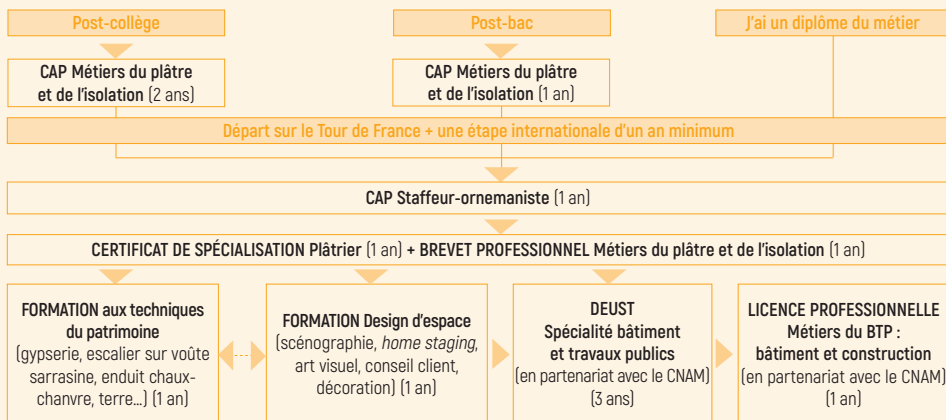 Post-collège
Post-bac
J'ai un diplôme du métier
CAP Métiers du plâtre
et de l'isolation (2 ans)
CAP Métiers du plâtre
et de l'isolation (1 an)
Départ sur le Tour de France + une étape internationale d'un an minimum
CAP Staffeur-ornemaniste (1 an)
CERTIFICAT DE SPÉCIALISATION Plâtrier (1 an) + BREVET PROFESSIONNEL Métiers du plâtre et de l'isolation (1 an)
FORMATION aux techniques
du patrimoine
(gypserie, escalier sur voûte
sarrasine, enduit chaux-
chanvre, terre...) (1 an)
FORMATION Design d'espace
(scénographie, home staging,
art visuel, conseil client,
décoration) (1 an)
DEUST
Spécialité bâtiment
et travaux publics
(en partenariat avec le CNAM)
(3 ans)
LICENCE PROFESSIONNELLE
Métiers du BTP :
bâtiment et construction
(en partenariat avec le CNAM)
(1 an)